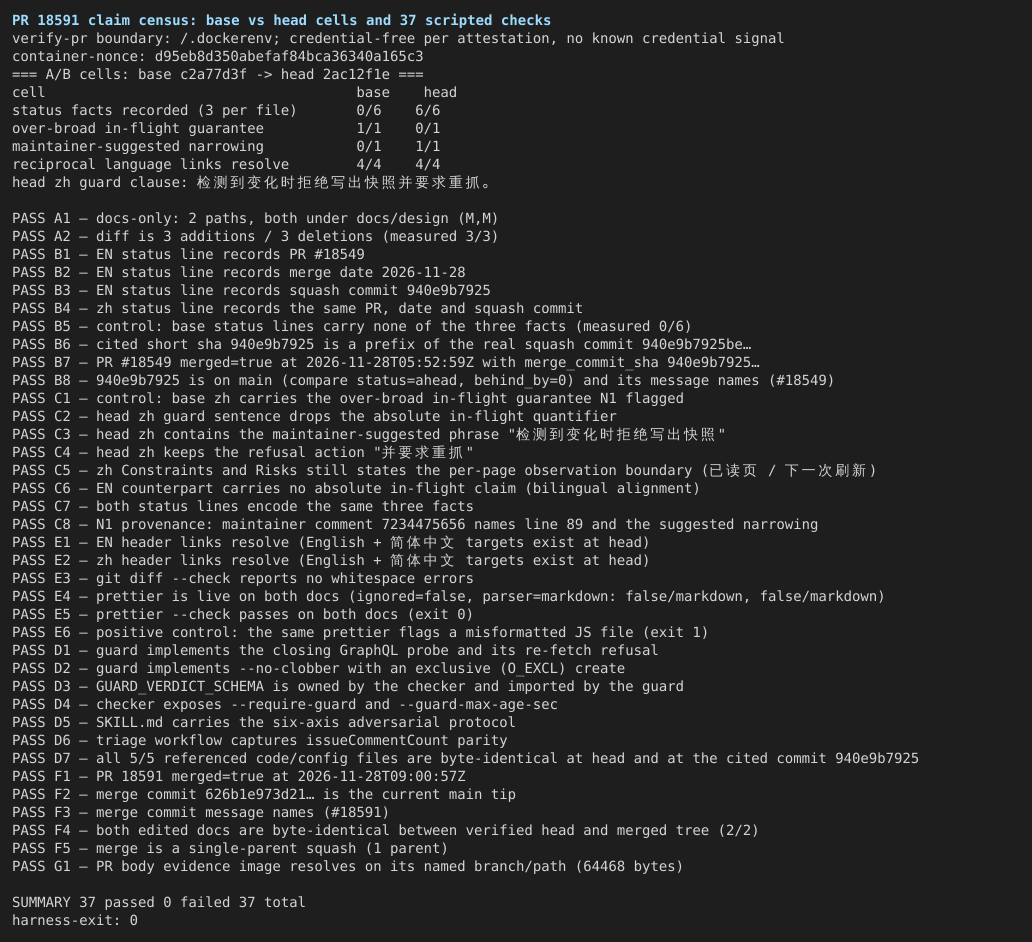 PR 18591 claim census: base vs head cells and 37 scripted checks
verify-pr boundary: /.dockerenv; credential-free per attestation, no known credential signal
container-nonce: d95eb8d350abefaf84bca36340a165c3
=== A/B cells: base c2a77d3f -> head 2ac12f1e ===
cell base head
status facts recorded (3 per file) 0/6 6/6
over-broad in-flight guarantee 1/1 0/1
maintainer-suggested narrowing 0/1 1/1
reciprocal language links resolve 4/4 4/4
head zh guard clause: 检测到变化时拒绝写出快照并要求重抓。
PASS A1 — docs-only: 2 paths, both under docs/design (M,M)
PASS A2 — diff is 3 additions / 3 deletions (measured 3/3)
PASS B1 — EN status line records PR #18549
PASS B2 — EN status line records merge date 2026-11-28
PASS B3 — EN status line records squash commit 940e9b7925
PASS B4 — zh status line records the same PR, date and squash commit
PASS B5 — control: base status lines carry none of the three facts (measured 0/6)
PASS B6 — cited short sha 940e9b7925 is a prefix of the real squash commit 940e9b7925be…
PASS B7 — PR #18549 merged=true at 2026-11-28T05:52:59Z with merge_commit_sha 940e9b7925…
PASS B8 — 940e9b7925 is on main (compare status=ahead, behind_by=0) and its message names (#18549)
PASS C1 — control: base zh carries the over-broad in-flight guarantee N1 flagged
PASS C2 — head zh guard sentence drops the absolute in-flight quantifier
PASS C3 — head zh contains the maintainer-suggested phrase "检测到变化时拒绝写出快照"
PASS C4 — head zh keeps the refusal action "并要求重抓"
PASS C5 — zh Constraints and Risks still states the per-page observation boundary (已读页 / 下一次刷新)
PASS C6 — EN counterpart carries no absolute in-flight claim (bilingual alignment)
PASS C7 — both status lines encode the same three facts
PASS C8 — N1 provenance: maintainer comment 7234475656 names line 89 and the suggested narrowing
PASS E1 — EN header links resolve (English + 简体中文 targets exist at head)
PASS E2 — zh header links resolve (English + 简体中文 targets exist at head)
PASS E3 — git diff --check reports no whitespace errors
PASS E4 — prettier is live on both docs (ignored=false, parser=markdown: false/markdown, false/markdown)
PASS E5 — prettier --check passes on both docs (exit 0)
PASS E6 — positive control: the same prettier flags a misformatted JS file (exit 1)
PASS D1 — guard implements the closing GraphQL probe and its re-fetch refusal
PASS D2 — guard implements --no-clobber with an exclusive (O_EXCL) create
PASS D3 — GUARD_VERDICT_SCHEMA is owned by the checker and imported by the guard
PASS D4 — checker exposes --require-guard and --guard-max-age-sec
PASS D5 — SKILL.md carries the six-axis adversarial protocol
PASS D6 — triage workflow captures issueCommentCount parity
PASS D7 — all 5/5 referenced code/config files are byte-identical at head and at the cited commit 940e9b7925
PASS F1 — PR 18591 merged=true at 2026-11-28T09:00:57Z
PASS F2 — merge commit 626b1e973d21… is the current main tip
PASS F3 — merge commit message names (#18591)
PASS F4 — both edited docs are byte-identical between verified head and merged tree (2/2)
PASS F5 — merge is a single-parent squash (1 parent)
PASS G1 — PR body evidence image resolves on its named branch/path (64468 bytes)
SUMMARY 37 passed 0 failed 37 total
harness-exit: 0